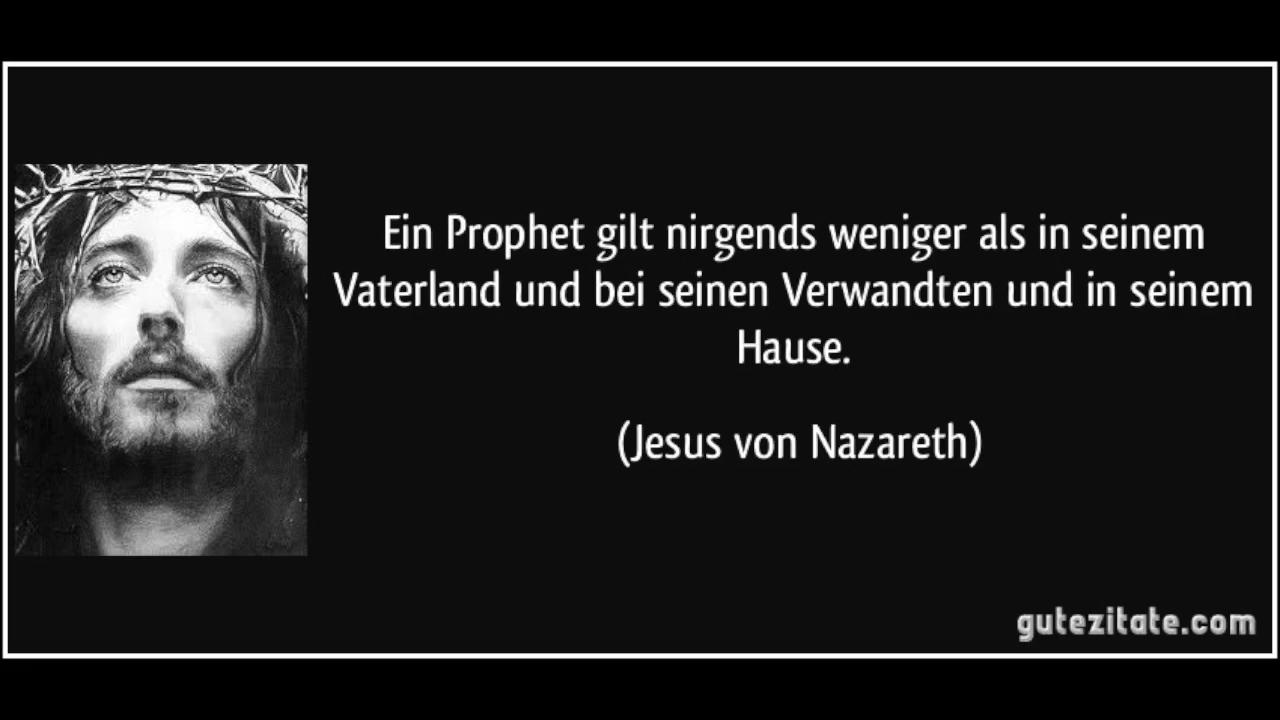 Ein Prophet gilt nirgends weniger als in seinem
Vaterland und bei seinen Verwandten und in seinem
Hause.
(Jesus von Nazareth)
gutezitate.com